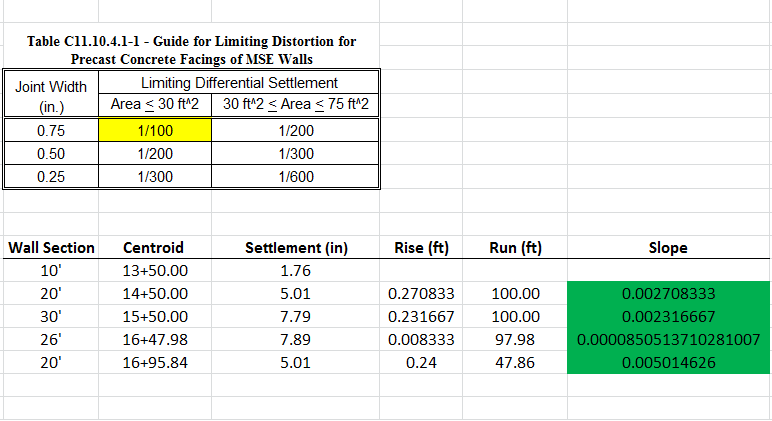 Table C11.10.4.1-1 - Guide for Limiting Distortion for
Precast Concrete Facings of MSE Walls
Joint Width (in.) Limiting Differential Settlement
Area ≤ 30 ft^2 30 ft^2 ≤ Area ≤ 75 ft^2
0.75 1/100 1/200
0.50 1/200 1/300
0.25 1/300 1/600
Wall Section Centroid Settlement (in) Rise (ft) Run (ft) Slope
10' 13+50.00 1.76
20' 14+50.00 5.01 0.270833 100.00 0.002708333
30' 15+50.00 7.79 0.231667 100.00 0.002316667
26' 16+47.98 7.89 0.008333 97.98 0.0000850513710281007
20' 16+95.84 5.01 0.24 47.86 0.005014626